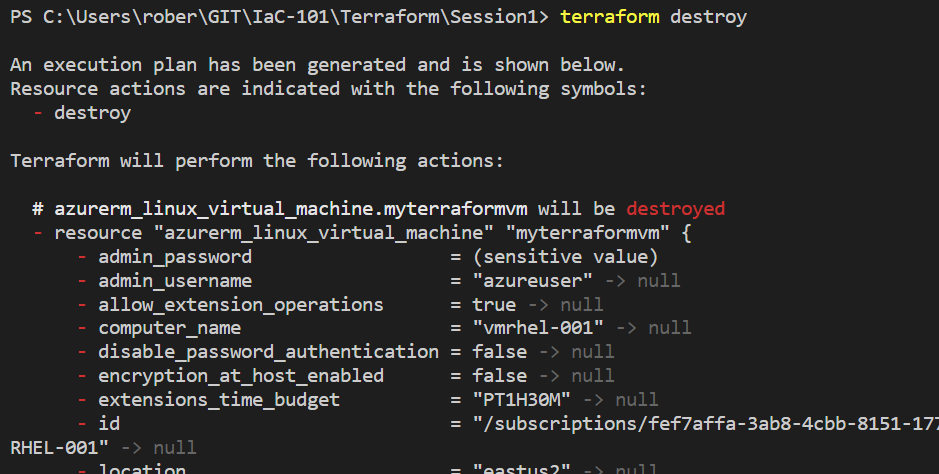 PS C:\Users\rober\GIT\IaC-101\Terraform\Session1> terraform destroy
An execution plan has been generated and is shown below.
Resource actions are indicated with the following symbols:
  - destroy
Terraform will perform the following actions:
  # azurerm_linux_virtual_machine.myterraformvm will be destroyed
  - resource "azurerm_linux_virtual_machine" "myterraformvm" {
      - admin_password                  = (sensitive value)
      - admin_username                  = "azureuser" -> null
      - allow_extension_operations      = true -> null
      - computer_name                   = "vmrhel-001" -> null
      - disable_password_authentication = false -> null
      - encryption_at_host_enabled      = false -> null
      - extensions_time_budget          = "PT1H30M" -> null
      - id                              = "/subscriptions/fef7affa-3ab8-4cbb-8151-177
RHEL-001" -> null
      - location                        = "eastus2" -> null